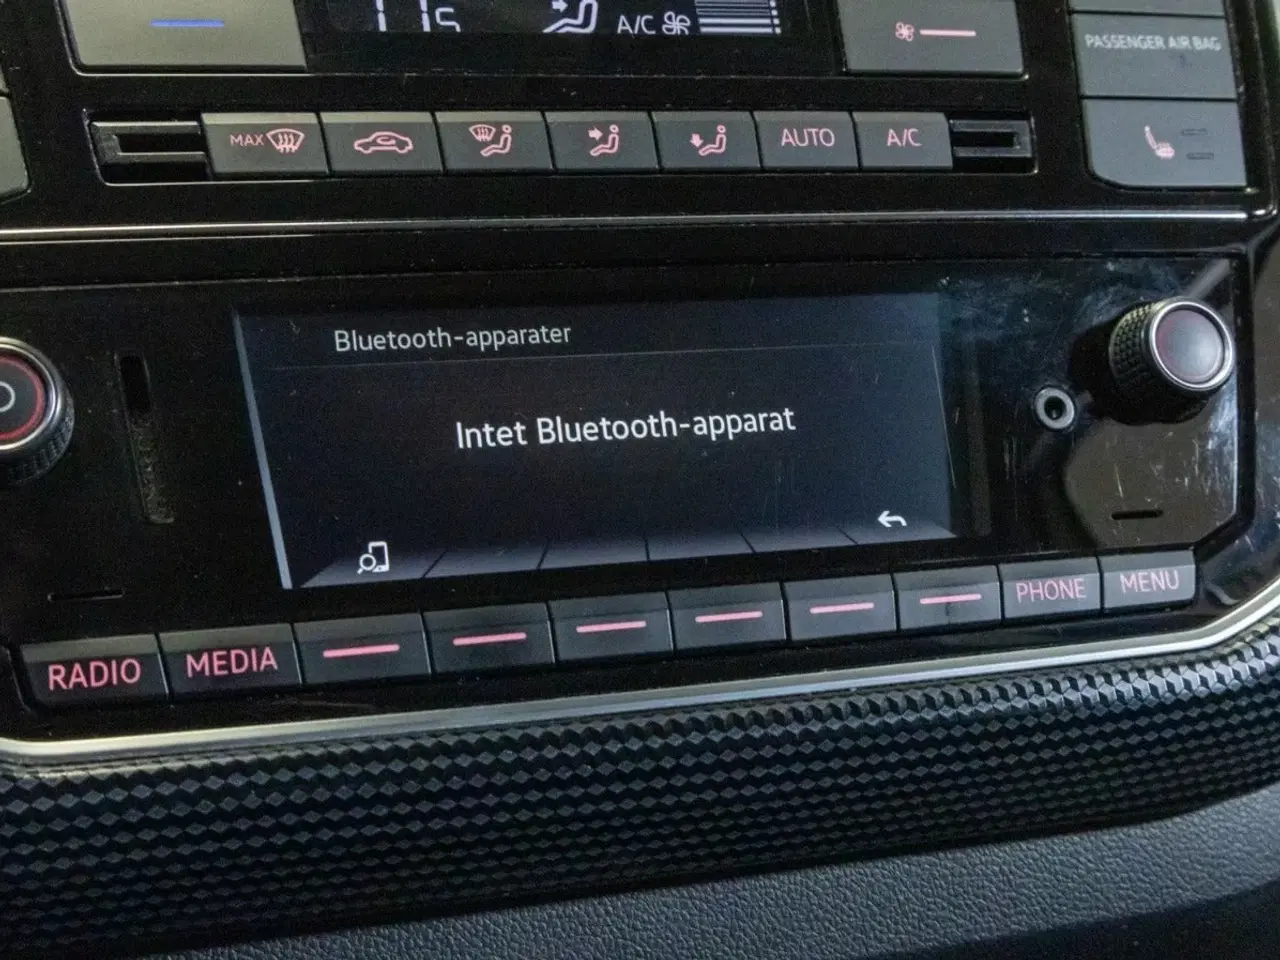 A/C
PASSENGER AIR BAG
MAX
AUTO
A/C
Bluetooth-apparater
Intet Bluetooth-apparat
RADIO
MEDIA
PHONE
MENU